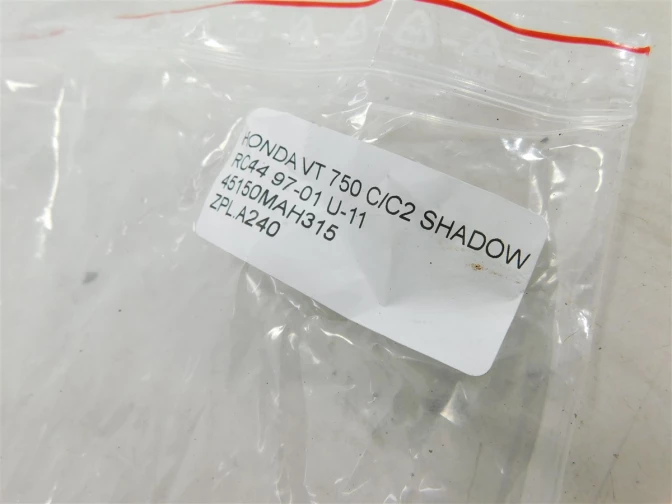 HONDA VT 750 C/C2 SHADOW
RC44 97-01 U-11
45150MAH315
ZPL.A240